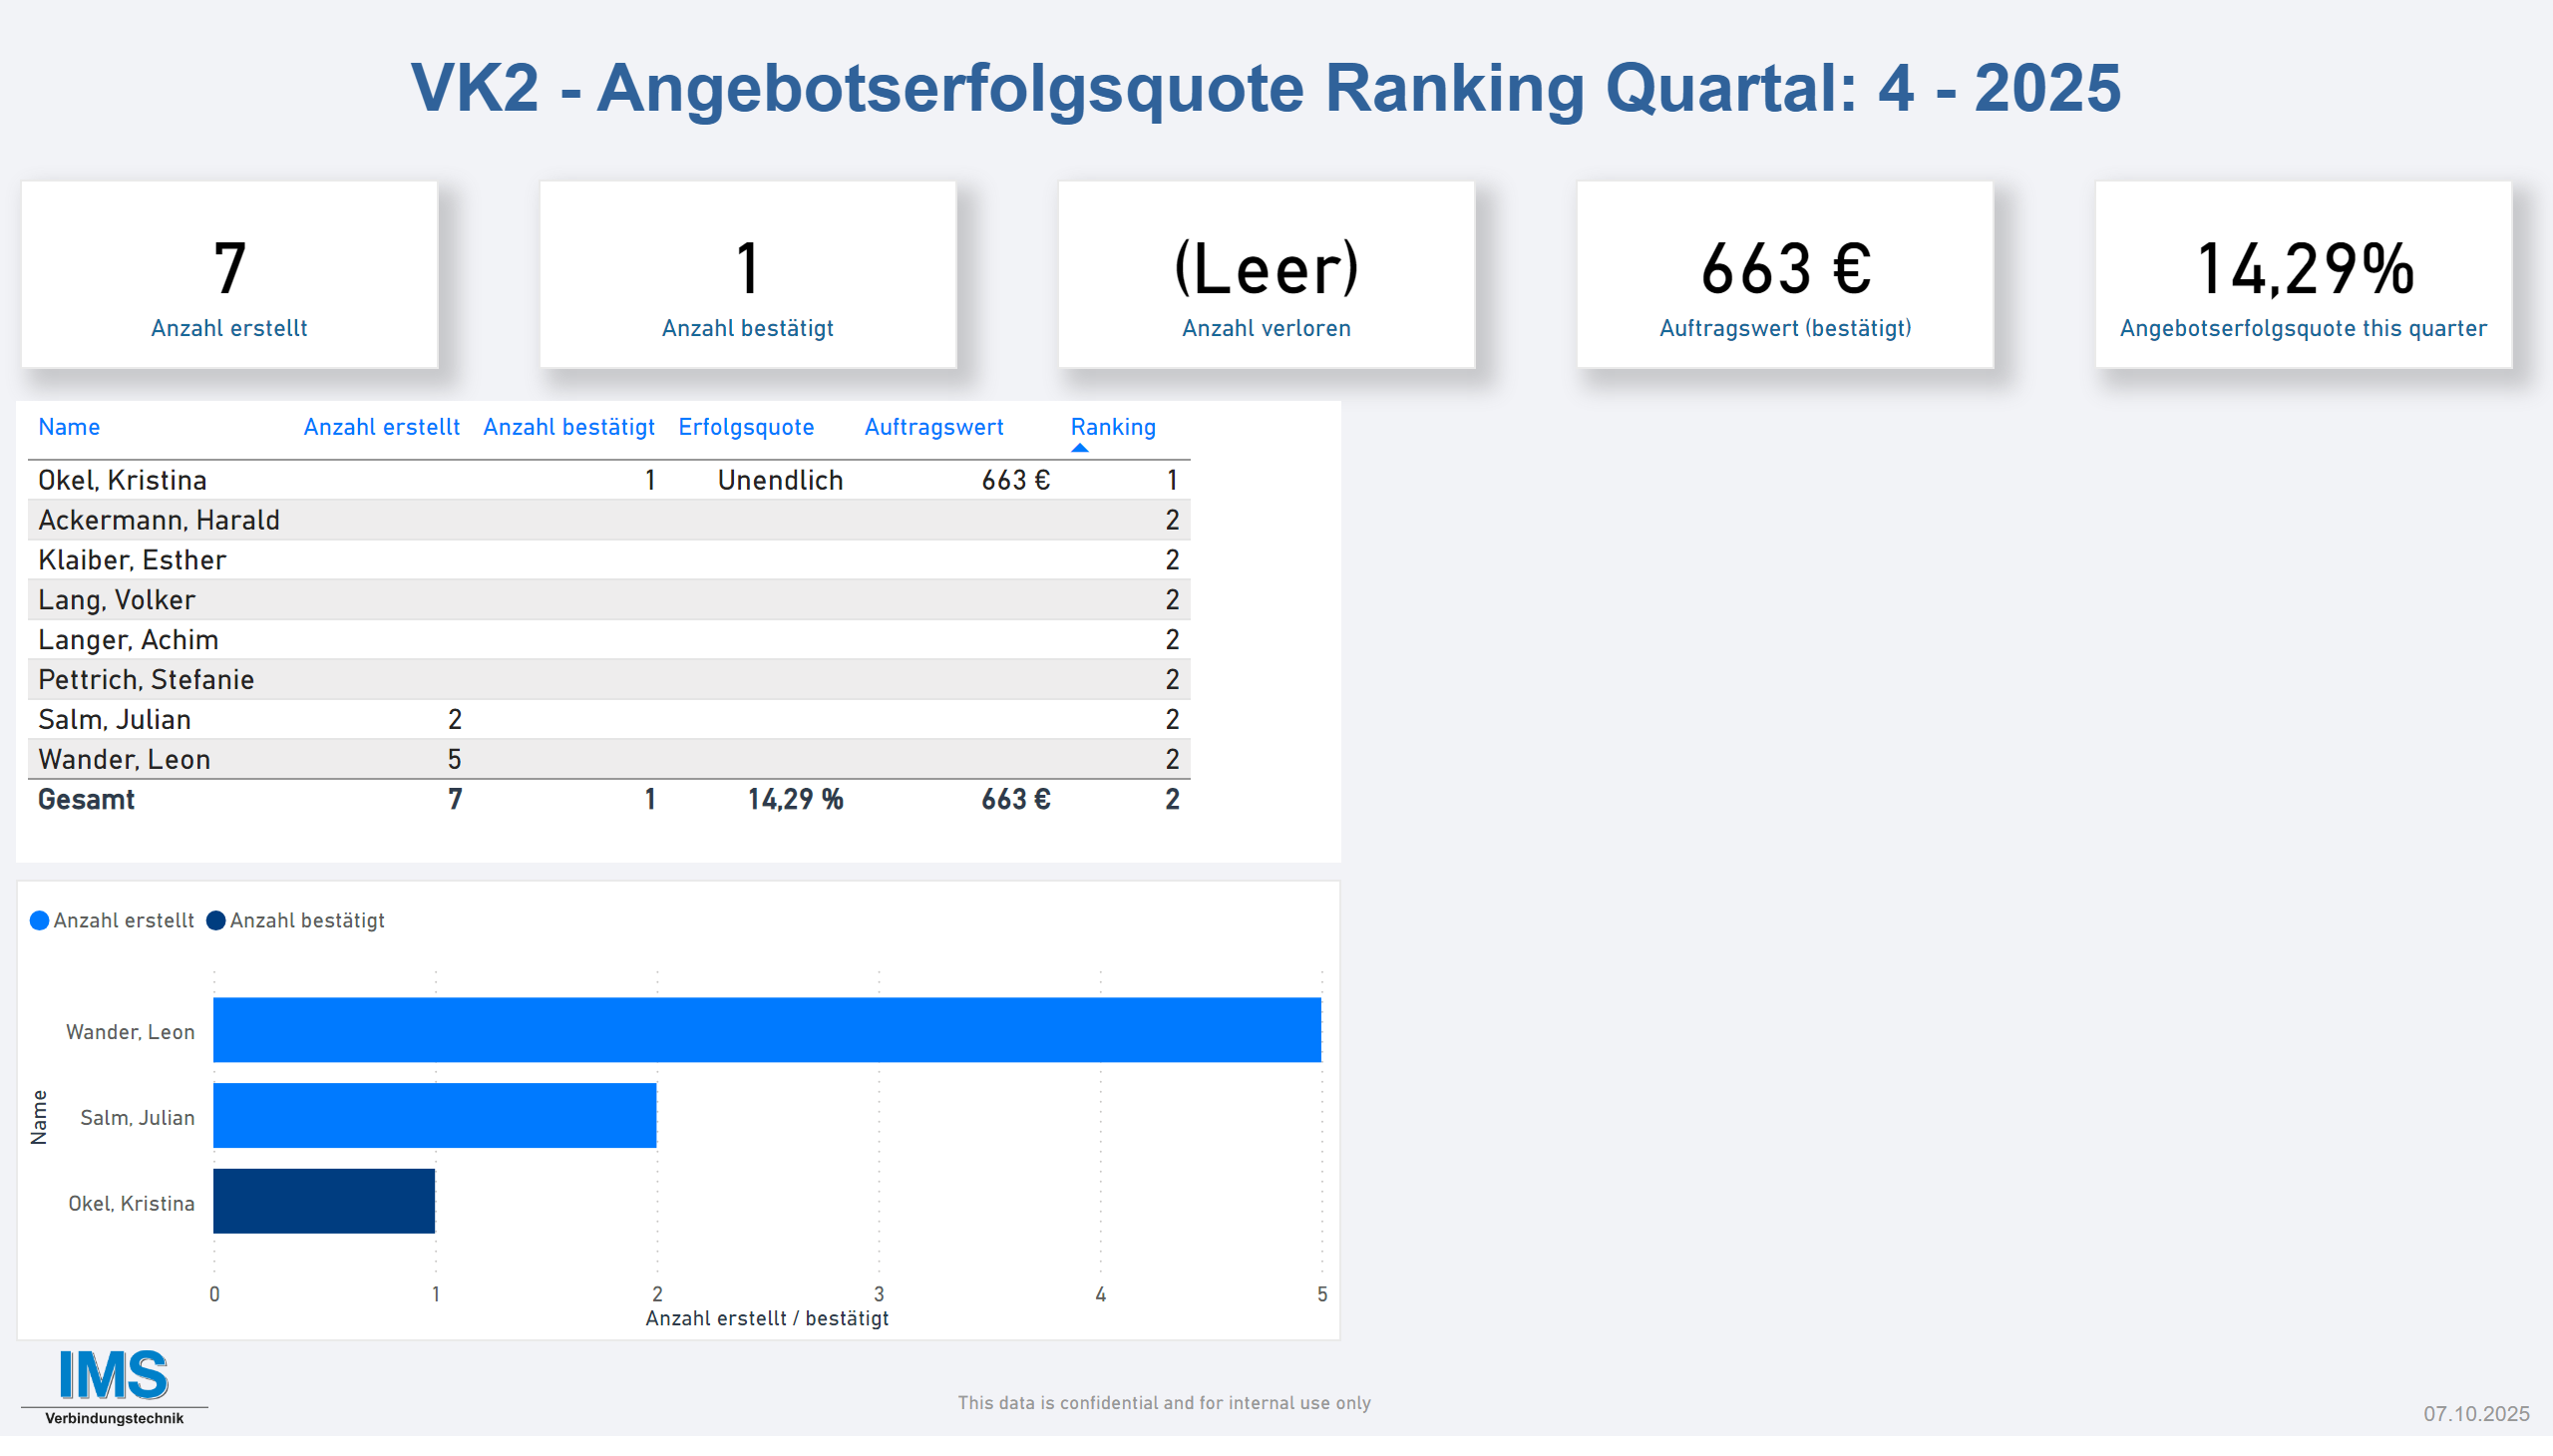 VK2 - Angebotserfolgsquote Ranking Quartal: 4 - 2025
7
Anzahl erstellt
1
Anzahl bestätigt
(Leer)
Anzahl verloren
663 €
Auftragswert (bestätigt)
14,29%
Angebotserfolgsquote this quarter
Name Anzahl erstellt Anzahl bestätigt Erfolgsquote Auftragswert Ranking
Okel, Kristina 1 Unendlich 663 € 1
Ackermann, Harald 2
Klaiber, Esther 2
Lang, Volker 2
Langer, Achim 2
Pettrich, Stefanie 2
Salm, Julian 2 2
Wander, Leon 5 2
Gesamt 7 1 14,29 % 663 € 2
Anzahl erstellt Anzahl bestätigt
Name
Wander, Leon
Salm, Julian
Okel, Kristina
0 1 2 3 4 5
Anzahl erstellt / bestätigt
IMS
Verbindungstechnik
This data is confidential and for internal use only
07.10.2025